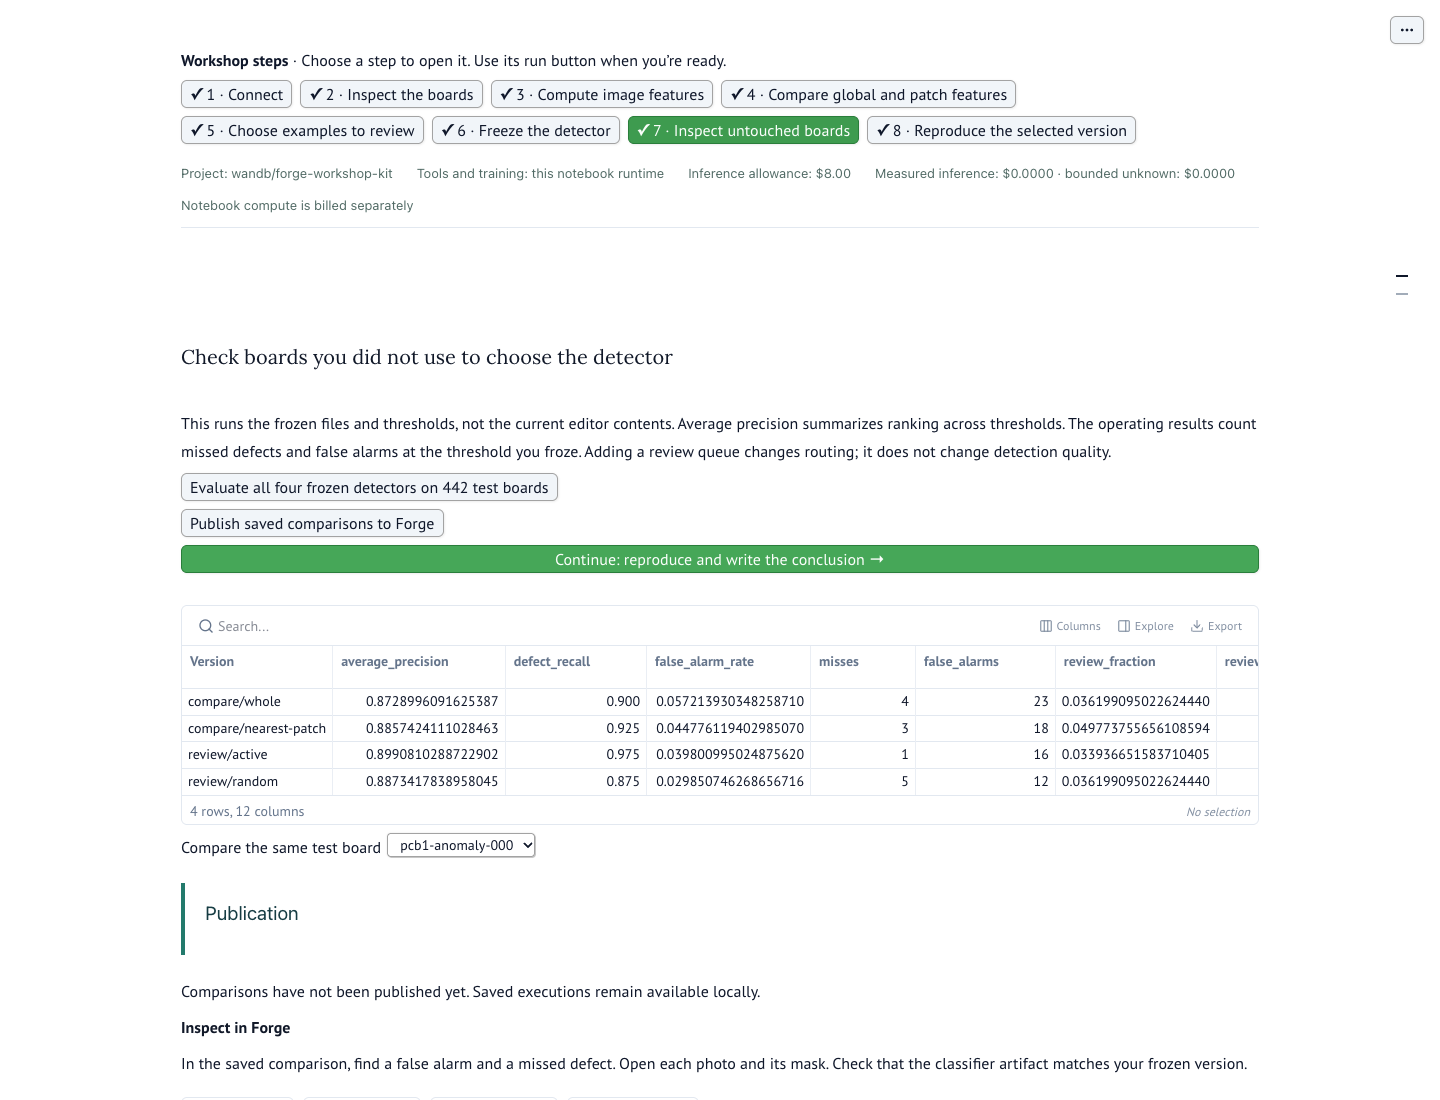 Workshop steps · Choose a step to open it. Use its run button when you're ready.
✓ 1 · Connect ✓ 2 · Inspect the boards ✓ 3 · Compute image features ✓ 4 · Compare global and patch features
✓ 5 · Choose examples to review ✓ 6 · Freeze the detector ✓ 7 · Inspect untouched boards ✓ 8 · Reproduce the selected version
Project: wandb/forge-workshop-kit Tools and training: this notebook runtime Inference allowance: $8.00 Measured inference: $0.0000 · bounded unknown: $0.0000
Notebook compute is billed separately
Check boards you did not use to choose the detector
This runs the frozen files and thresholds, not the current editor contents. Average precision summarizes ranking across thresholds. The operating results count
missed defects and false alarms at the threshold you froze. Adding a review queue changes routing; it does not change detection quality.
Evaluate all four frozen detectors on 442 test boards
Publish saved comparisons to Forge
Continue: reproduce and write the conclusion →
Search... Columns Explore Export
Version average_precision defect_recall false_alarm_rate misses false_alarms review_fraction review
compare/whole 0.8728996091625387 0.900 0.057213930348258710 4 23 0.036199095022624440
compare/nearest-patch 0.8857424111028463 0.925 0.044776119402985070 3 18 0.049773755656108594
review/active 0.8990810288722902 0.975 0.039800995024875620 1 16 0.033936651583710405
review/random 0.8873417838958045 0.875 0.029850746268656716 5 12 0.036199095022624440
4 rows, 12 columns No selection
Compare the same test board pcb1-anomaly-000
Publication
Comparisons have not been published yet. Saved executions remain available locally.
Inspect in Forge
In the saved comparison, find a false alarm and a missed defect. Open each photo and its mask. Check that the classifier artifact matches your frozen version.